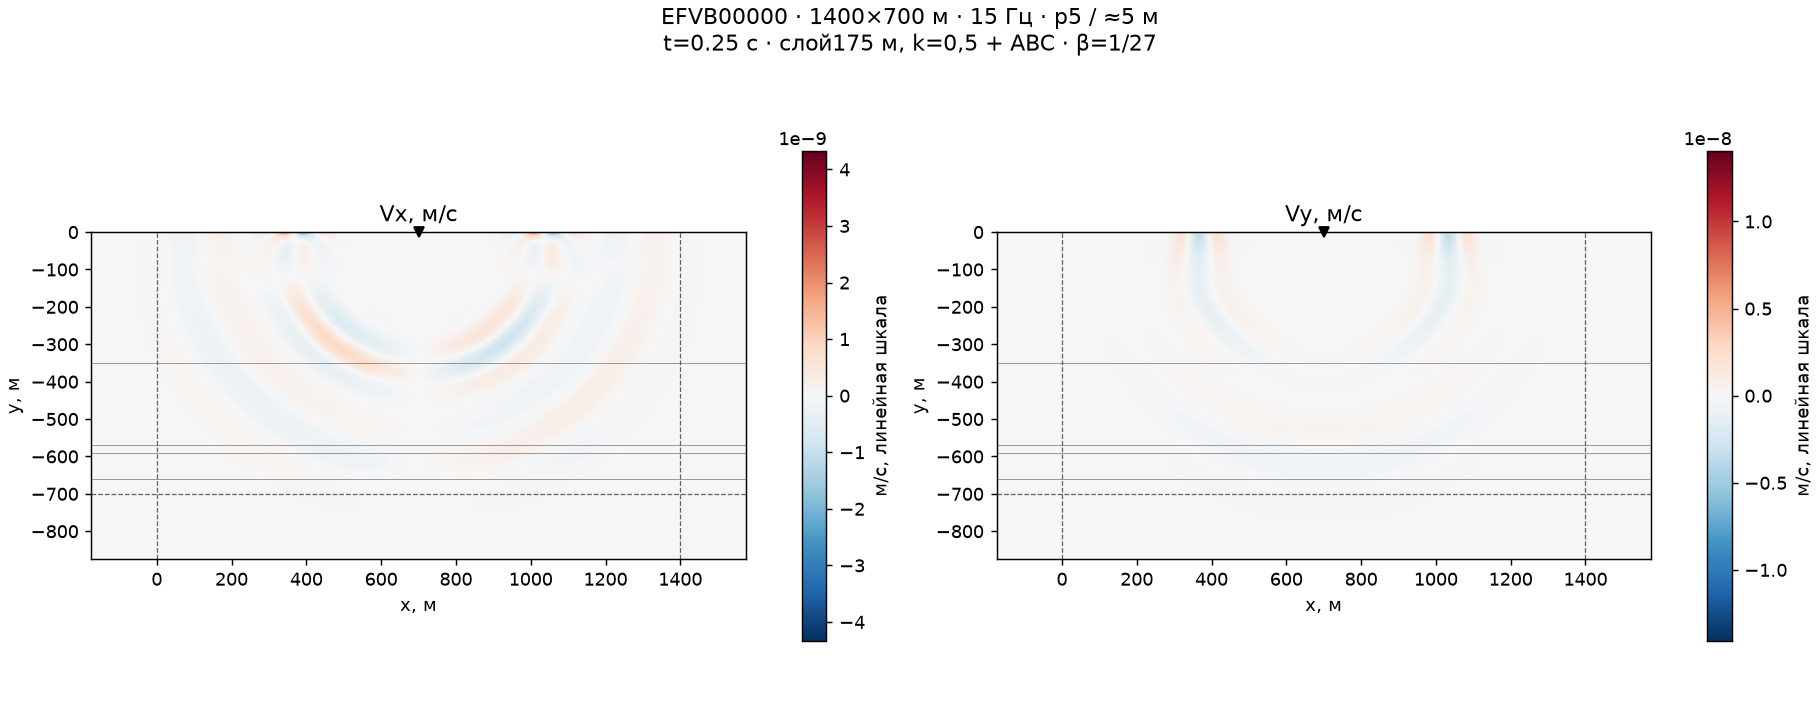 EFVB00000 · 1400×700 м · 15 Гц · p5 / ≈5 м
t=0.25 с · слой175 м, k=0,5 + ABC · β=1/27
Vx, м/с
1e−9
0
−100
−200
−300
−400
−500
−600
−700
−800
y, м
0 200 400 600 800 1000 1200 1400
x, м
4
3
2
1
0
−1
−2
−3
−4
м/с, линейная шкала
Vy, м/с
1e−8
0
−100
−200
−300
−400
−500
−600
−700
−800
y, м
0 200 400 600 800 1000 1200 1400
x, м
1.0
0.5
0.0
−0.5
−1.0
м/с, линейная шкала